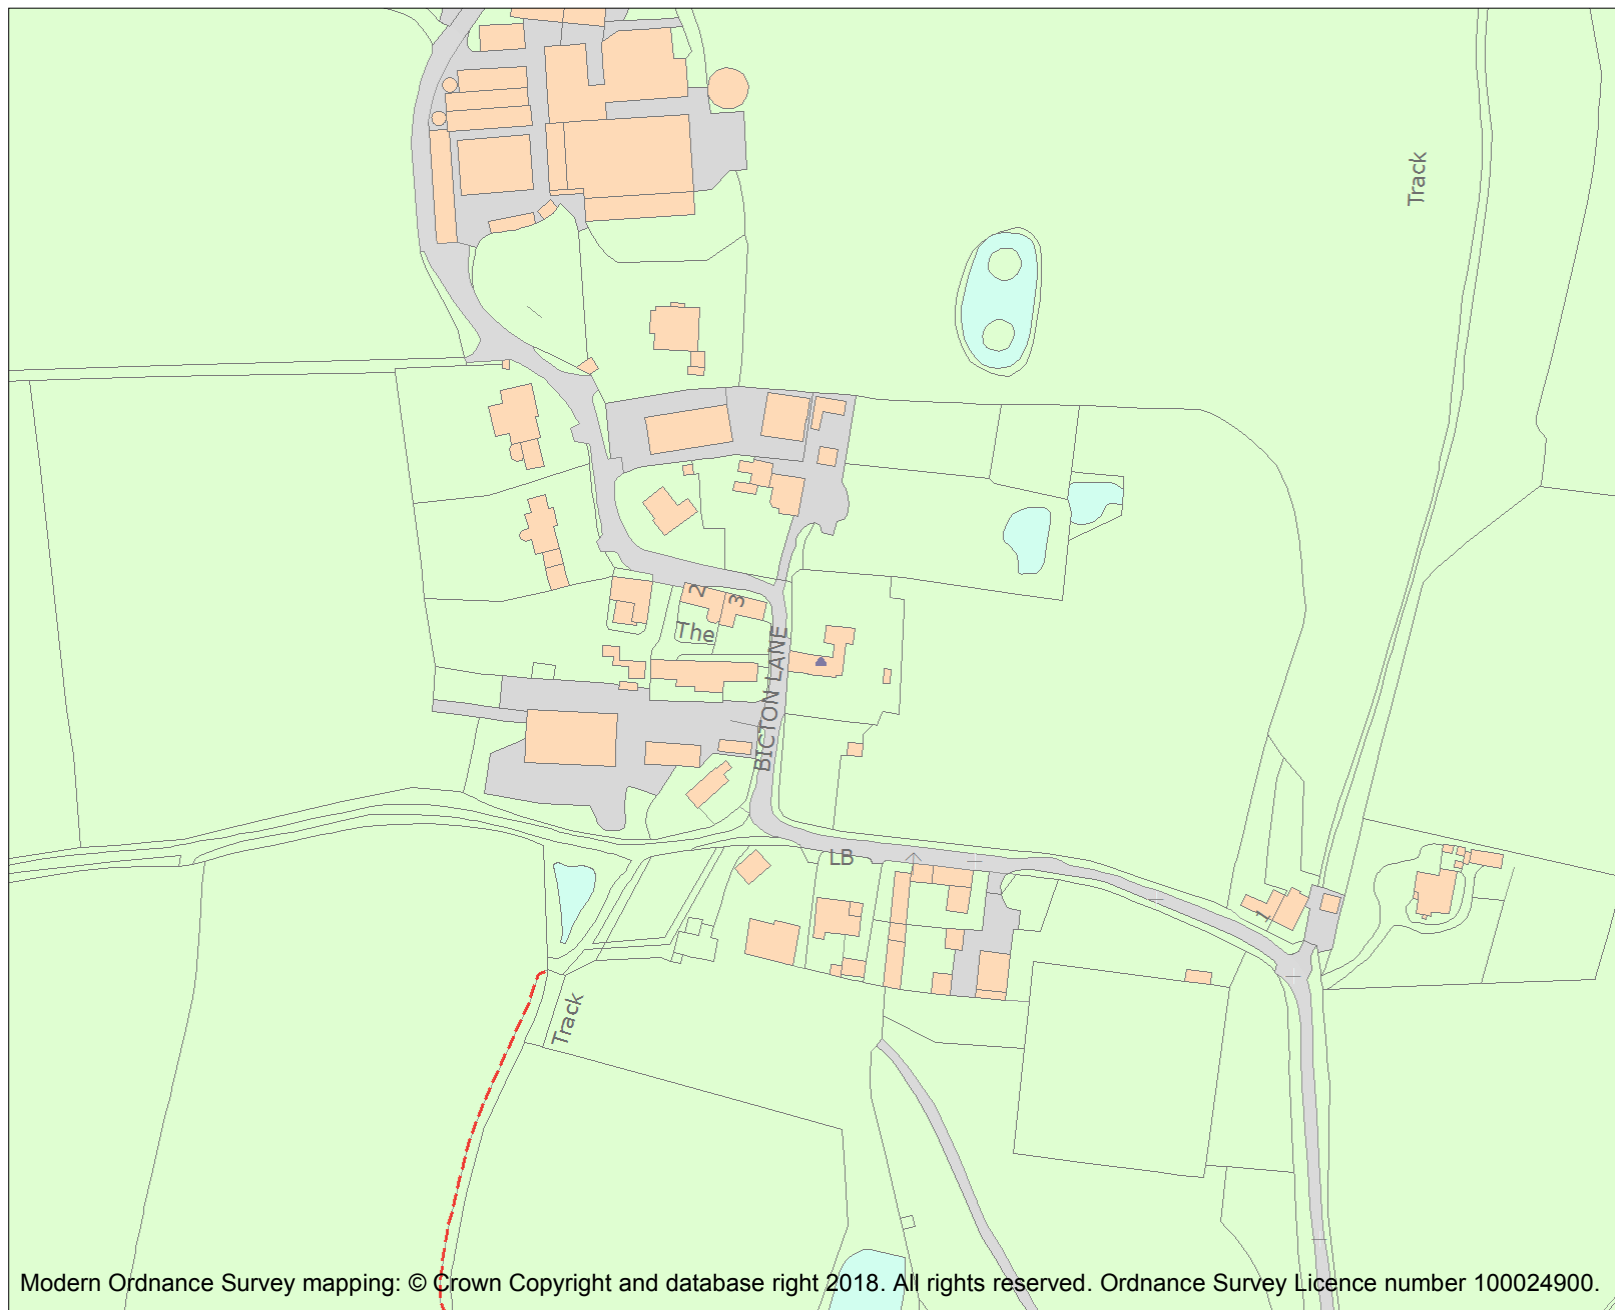 Track
2
3
The
BICTON LANE
LB
1
Track
Modern Ordnance Survey mapping: © Crown Copyright and database right 2018. All rights reserved. Ordnance Survey Licence number 100024900.